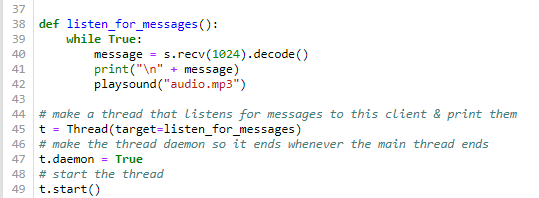 37
38 def listen_for_messages():
39     while True:
40         message = s.recv(1024).decode()
41         print("\n" + message)
42         playsound("audio.mp3")
43
44 # make a thread that listens for messages to this client & print them
45 t = Thread(target=listen_for_messages)
46 # make the thread daemon so it ends whenever the main thread ends
47 t.daemon = True
48 # start the thread
49 t.start()